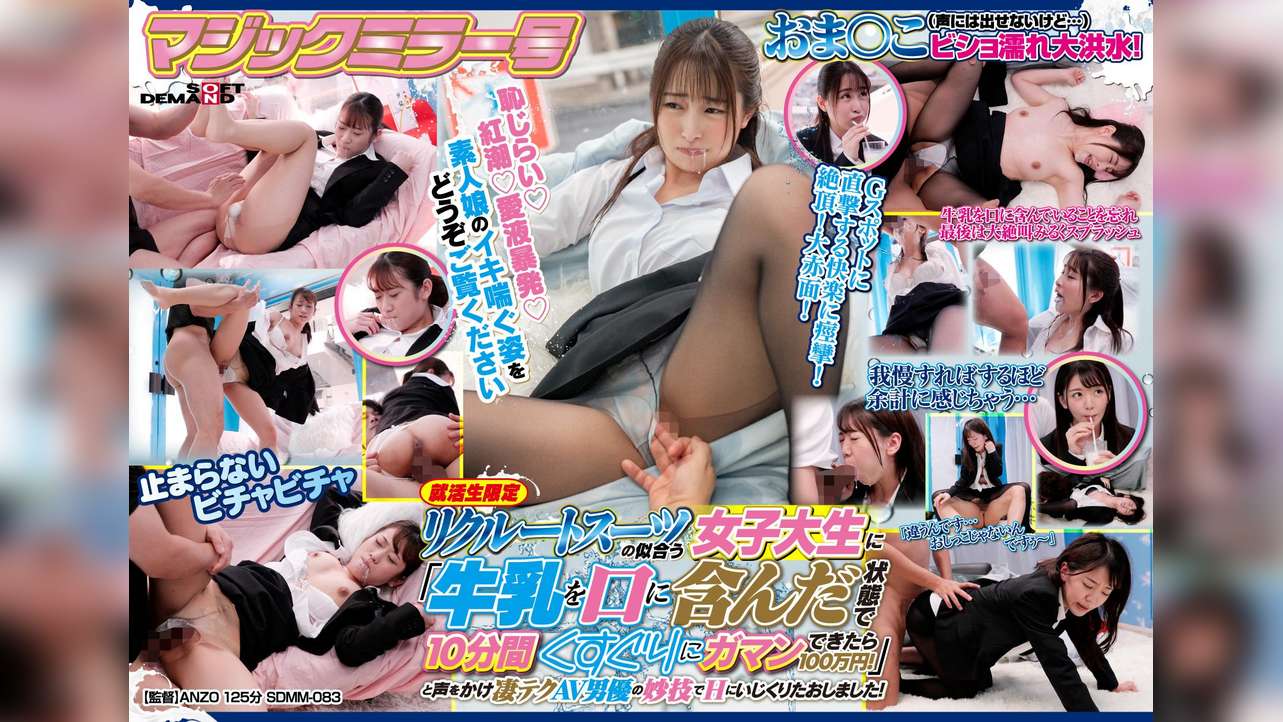 マジックミラー号
SOFT
ON
DEMAND
おま〇こ
(声には出せないけど…)
ビショ濡れ大洪水!
恥じらい♡
紅潮♡愛液暴発♡
素人娘のイキ喘ぐ姿を
どうぞご覧ください
Gスポットに
直撃する快楽に痙攣!
絶頂!大赤面!
牛乳を口に含んでいることを忘れ
最後は大絶叫みるくスプラッシュ
我慢すればするほど
余計に感じちゃう…
止まらない
ビチャビチャ
「違うんです…
おしっこじゃないん
ですぅ〜」
就活生限定
リクルートスーツの似合う女子大生に
「牛乳を口に含んだ状態で
10分間くすぐりにガマンできたら
100万円!」
と声をかけ凄テクAV男優の妙技でHにいじくりたおしました!
【監督】ANZO 125分 SDMM-083